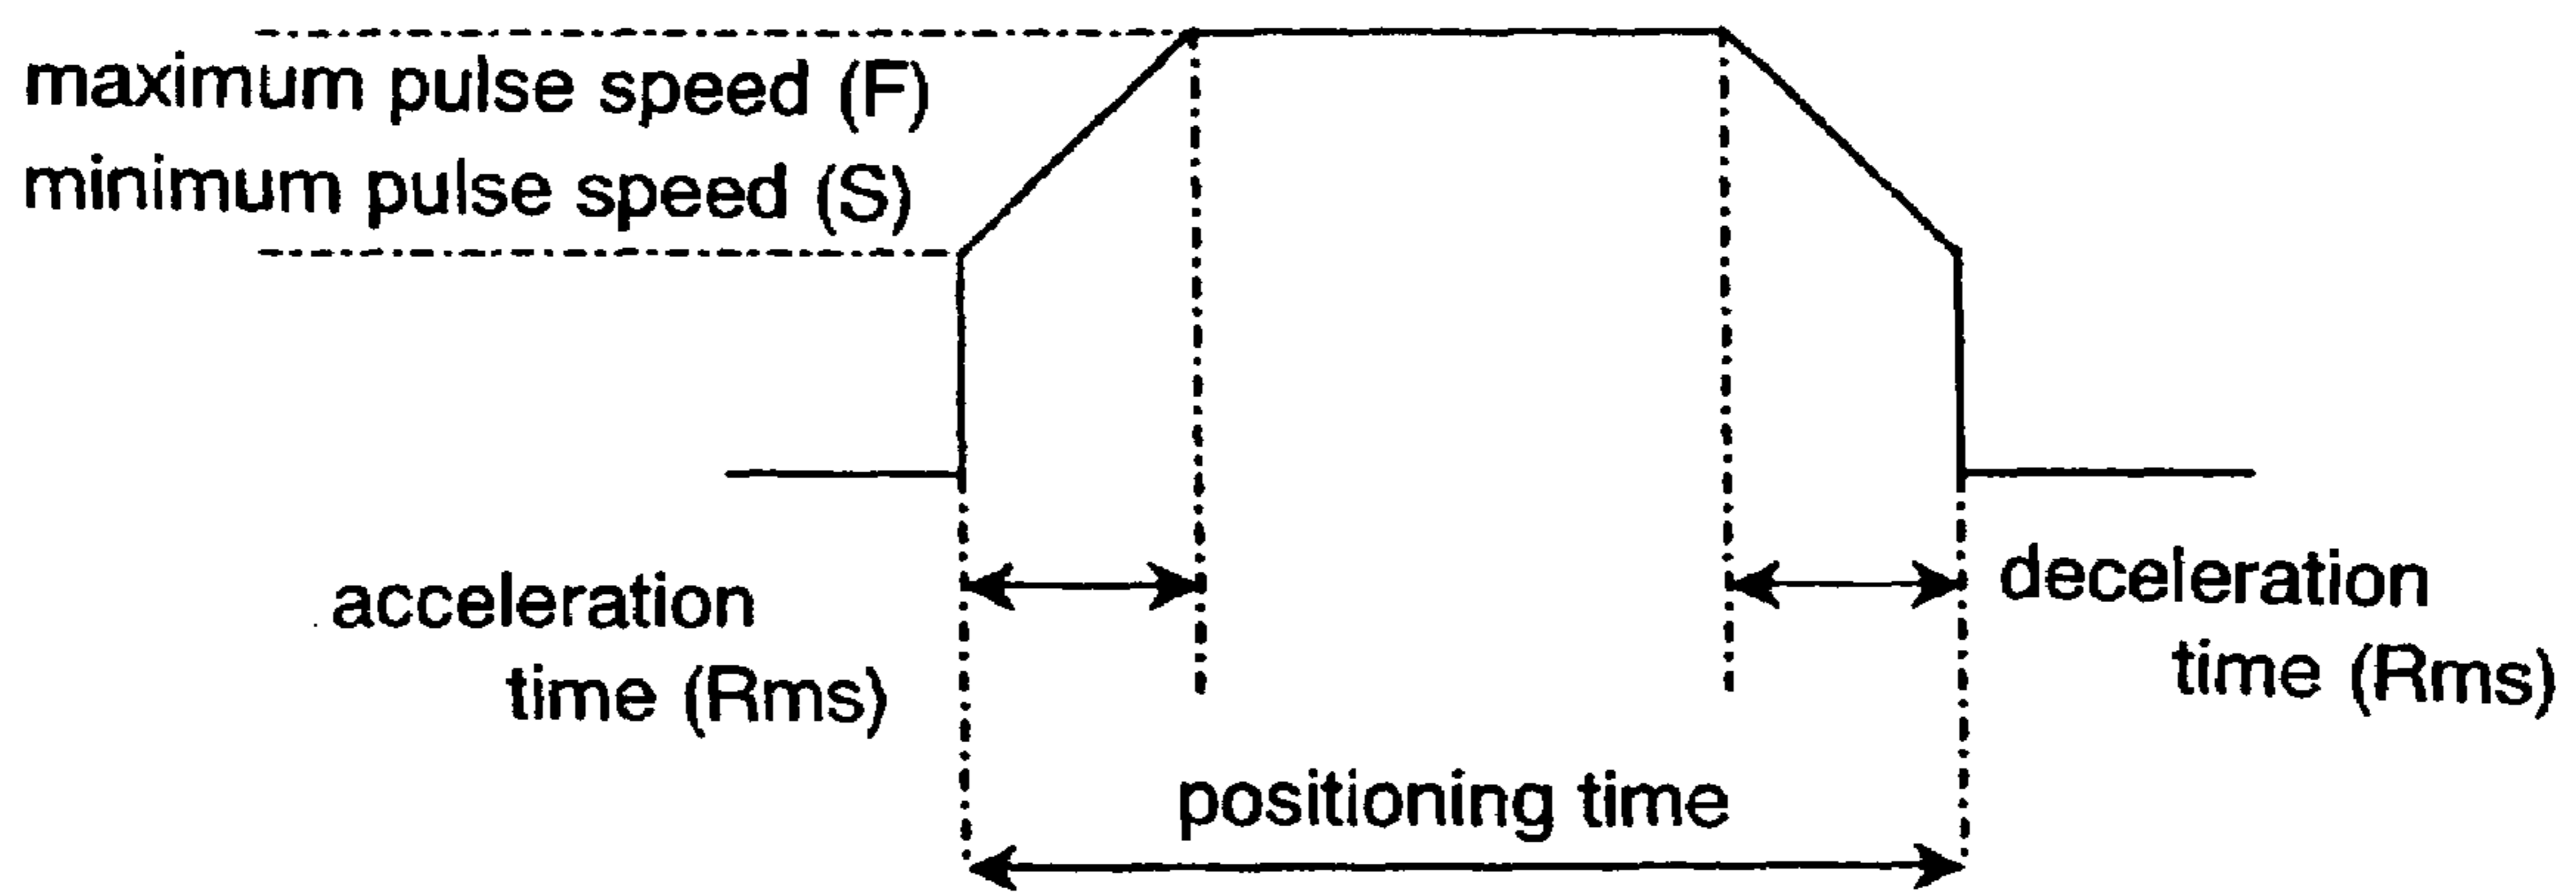 maximum pulse speed (F)
minimum pulse speed (S)
acceleration
time (Rms)
deceleration
time (Rms)
positioning time